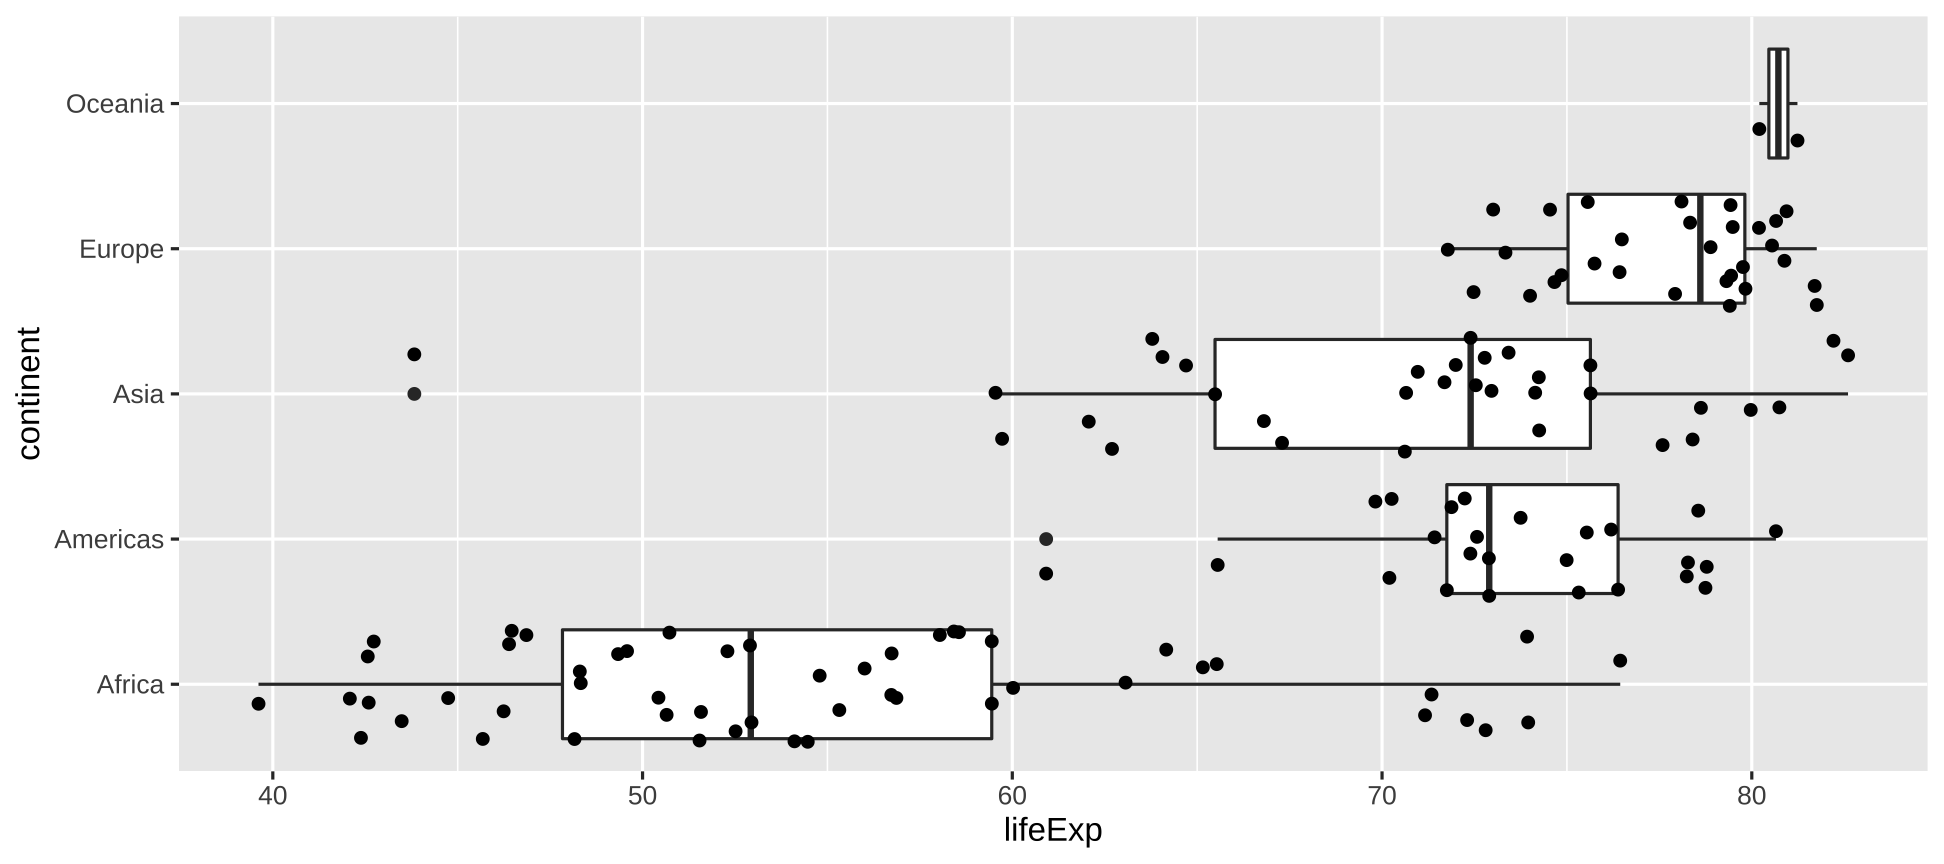 continent
Oceania
Europe
Asia
Americas
Africa
40 50 60 70 80
lifeExp